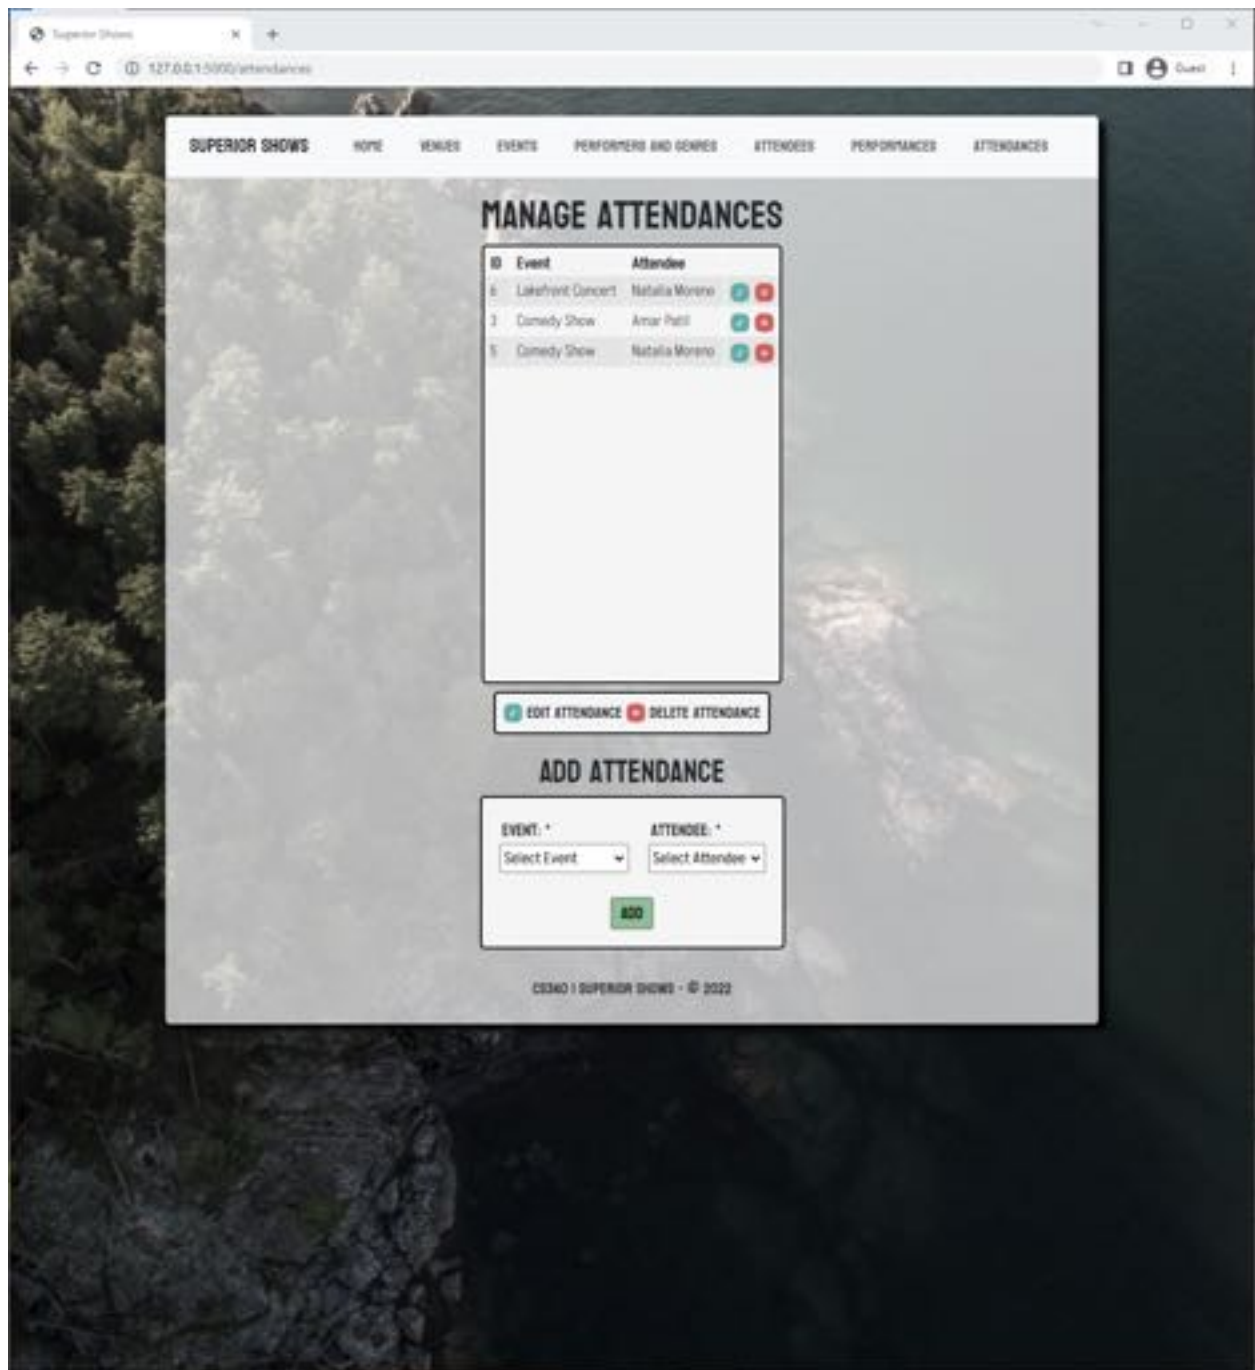 Superior Shows
127.0.0.1:5000/attendances
Guest
SUPERIOR SHOWS HOME VENUES EVENTS PERFORMERS AND GENRES ATTENDEES PERFORMANCES ATTENDANCES
MANAGE ATTENDANCES
ID Event Attendee
6 Lakefront Concert Natalia Moreno
3 Comedy Show Amar Patil
5 Comedy Show Natalia Moreno
EDIT ATTENDANCE DELETE ATTENDANCE
ADD ATTENDANCE
EVENT: * ATTENDEE: *
Select Event Select Attendee
ADD
CS340 | SUPERIOR SHOWS - © 2022